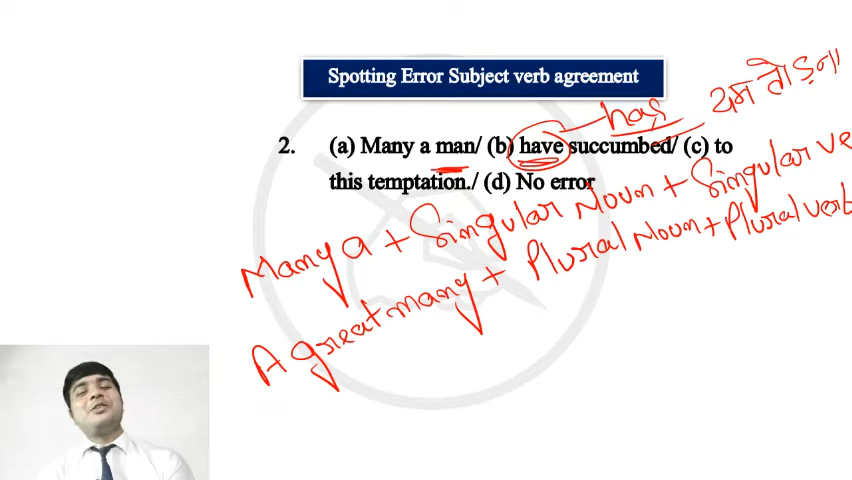 Spotting Error Subject verb agreement
has दम तोड़ना
2. (a) Many a man/ (b) have succumbed/ (c) to
this temptation./ (d) No error
Many a + Singular Noun + Singular ve
A great many + Plural Noun + Plural verb